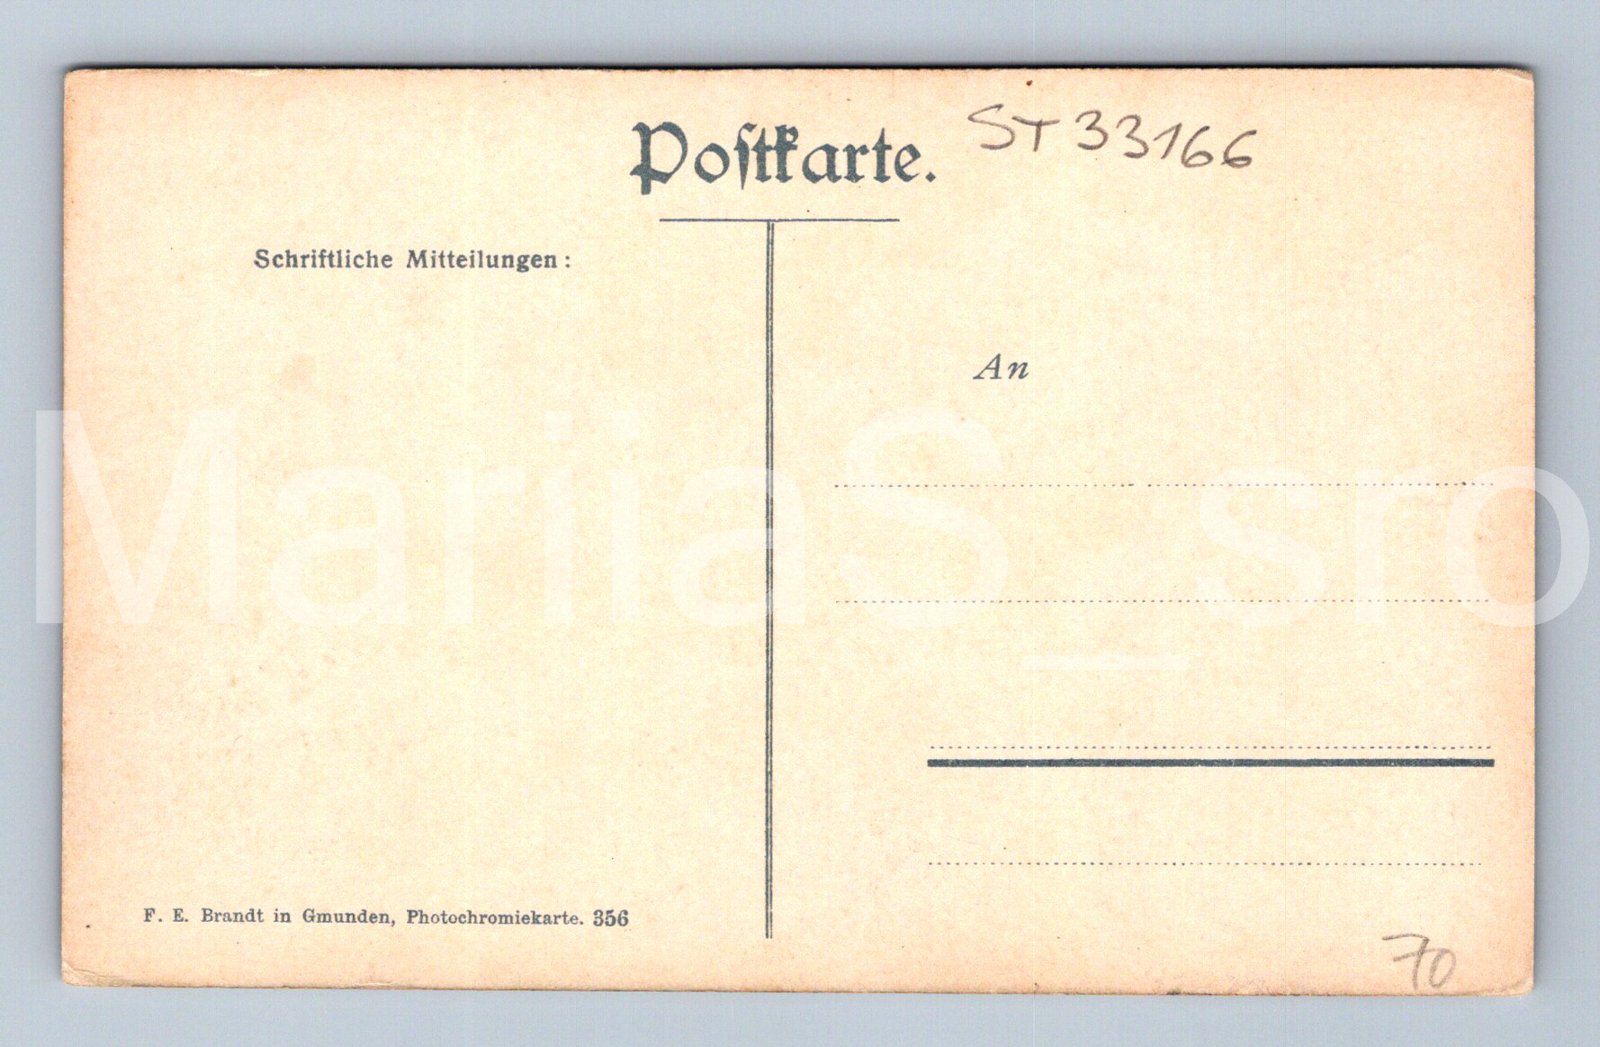 Poſtkarte.
ST 33166
Schriftliche Mitteilungen:
An
MariiaS_sro
F. E. Brandt in Gmunden, Photochromiekarte. 356
70